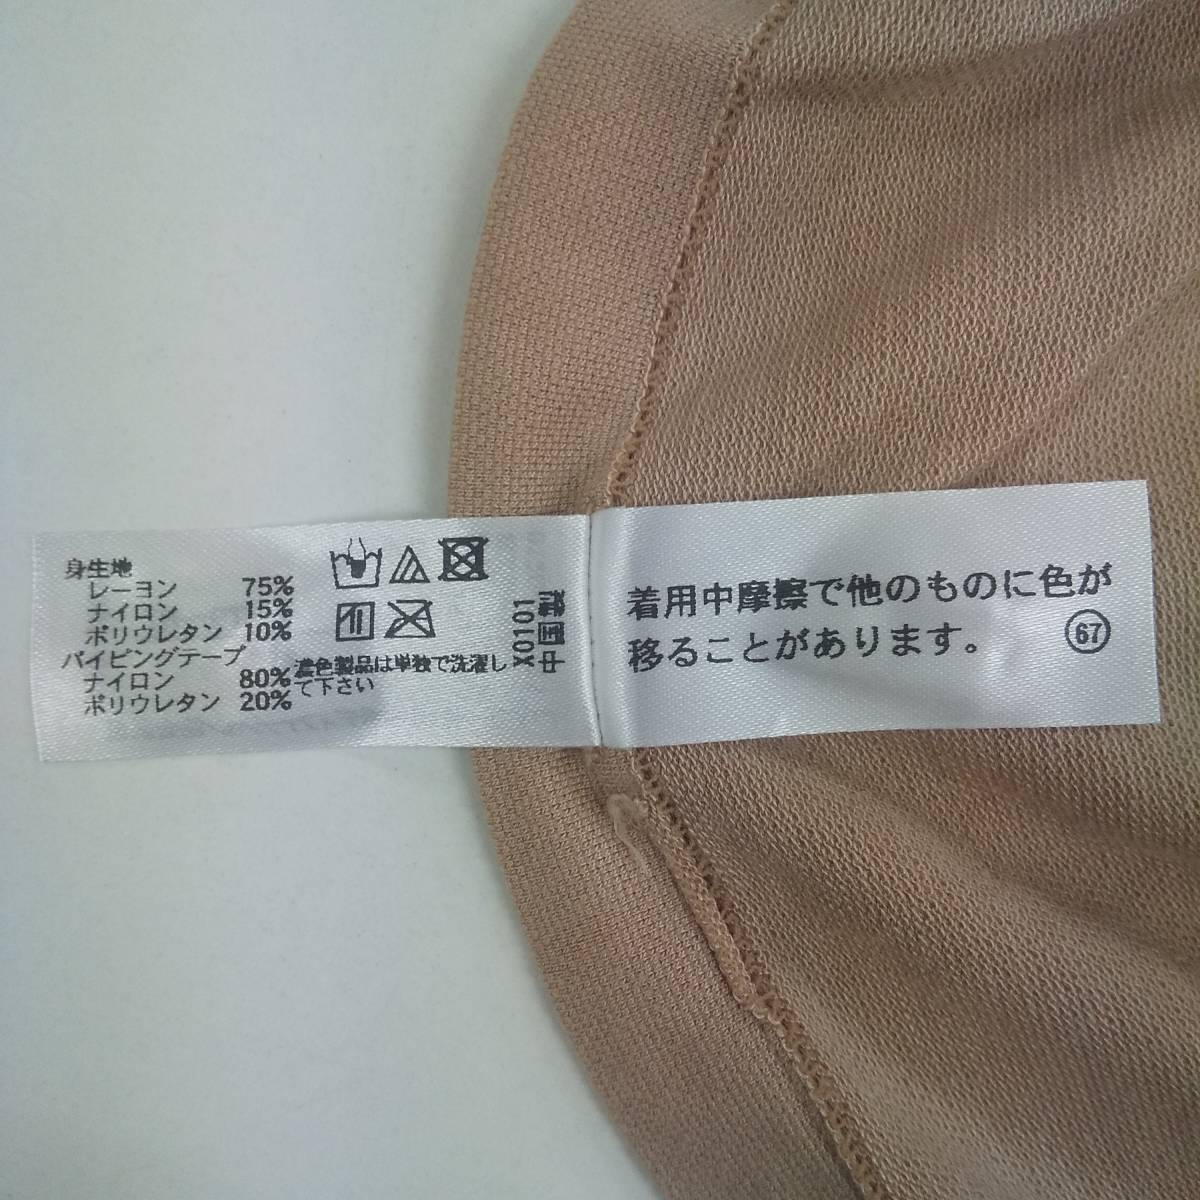 身生地
レーヨン 75%
ナイロン 15%
ポリウレタン 10%
パイピングテープ
ナイロン 80%
ポリウレタン 20%
濃色製品は単独で洗濯し
て下さい
中国製
X0101
着用中摩擦で他のものに色が
移ることがあります。
67